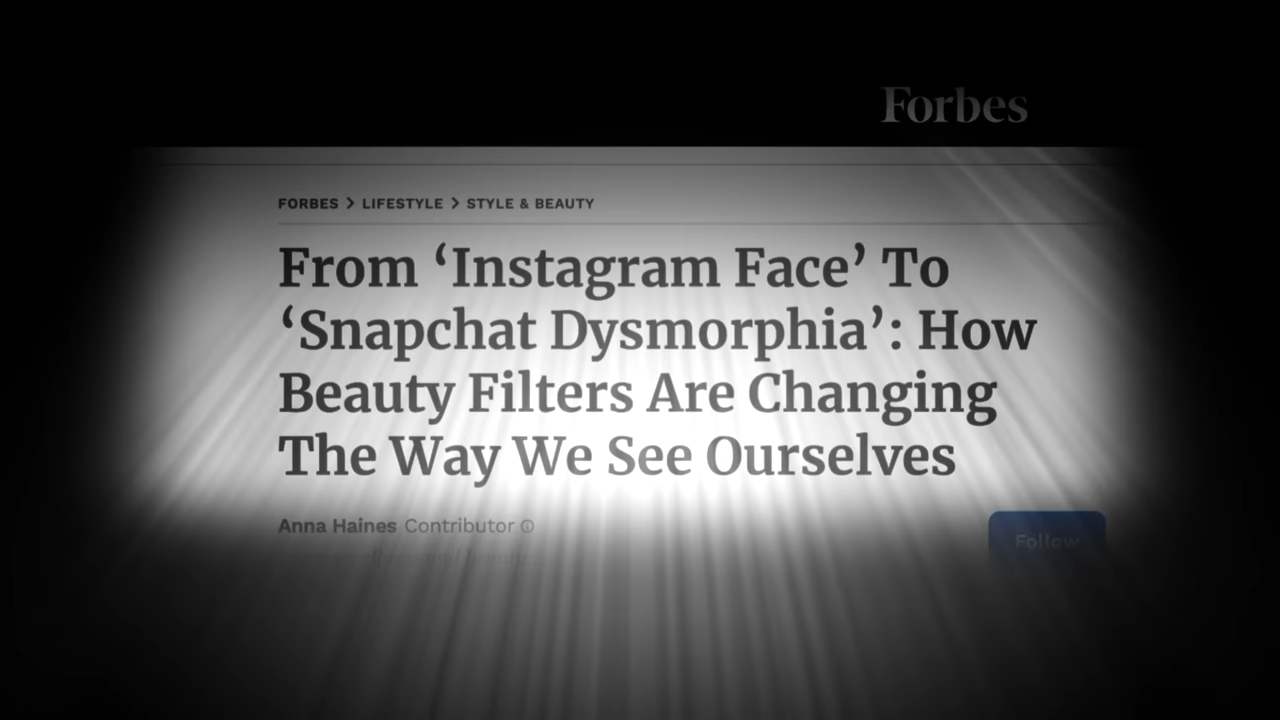 Forbes
FORBES > LIFESTYLE > STYLE & BEAUTY
From ‘Instagram Face’ To
‘Snapchat Dysmorphia’: How
Beauty Filters Are Changing
The Way We See Ourselves
Anna Haines Contributor
Follow